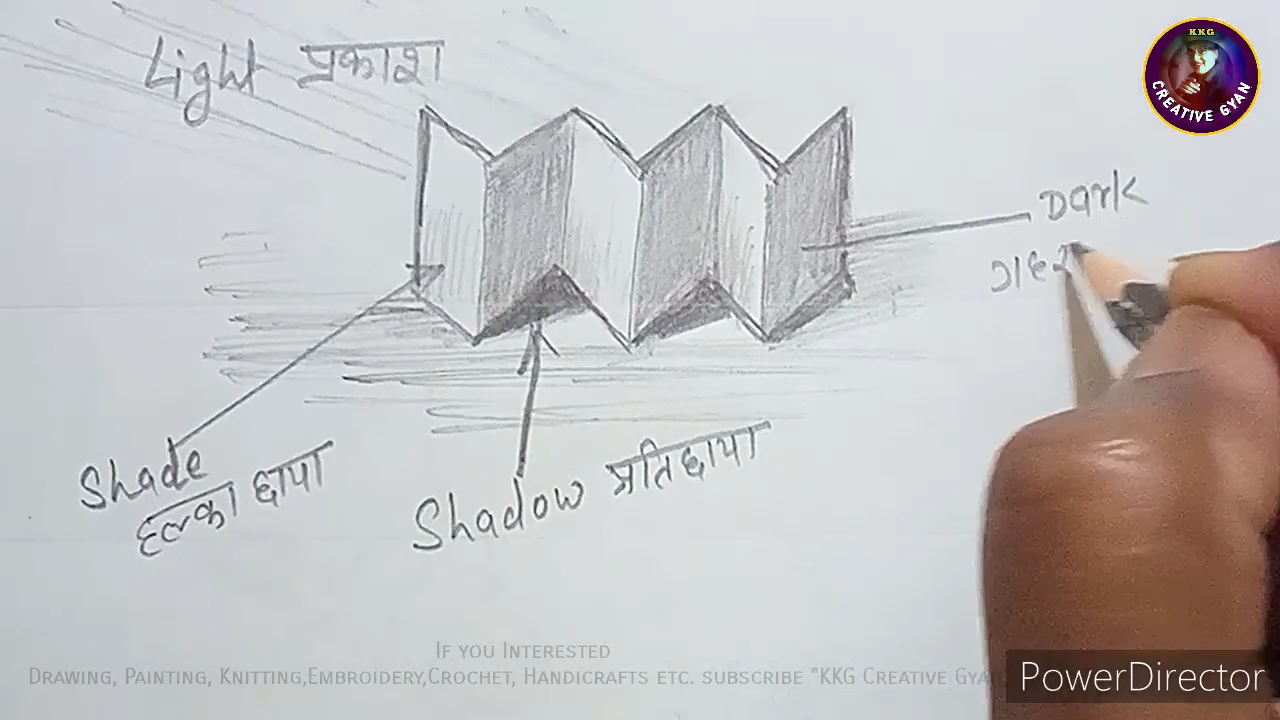 KKG
CREATIVE GYAN
Light प्रकाश
Dark
Shade
हल्का छाया
Shadow प्रतिछाया
If you Interested
Drawing, Painting, Knitting,Embroidery,Crochet, Handicrafts etc. subscribe "KKG Creative Gyan
PowerDirector